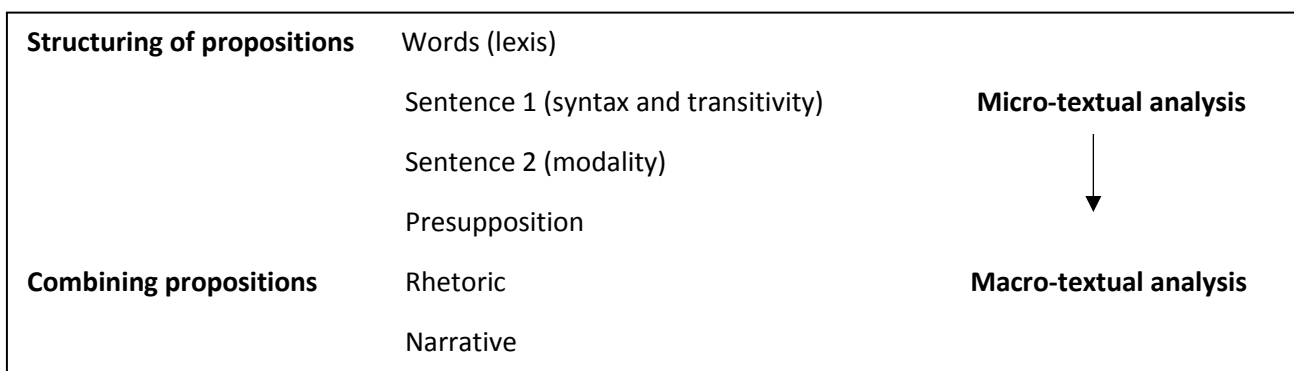 Structuring of propositions Words (lexis)
Sentence 1 (syntax and transitivity) Micro-textual analysis
Sentence 2 (modality)
Presupposition
Combining propositions Rhetoric Macro-textual analysis
Narrative